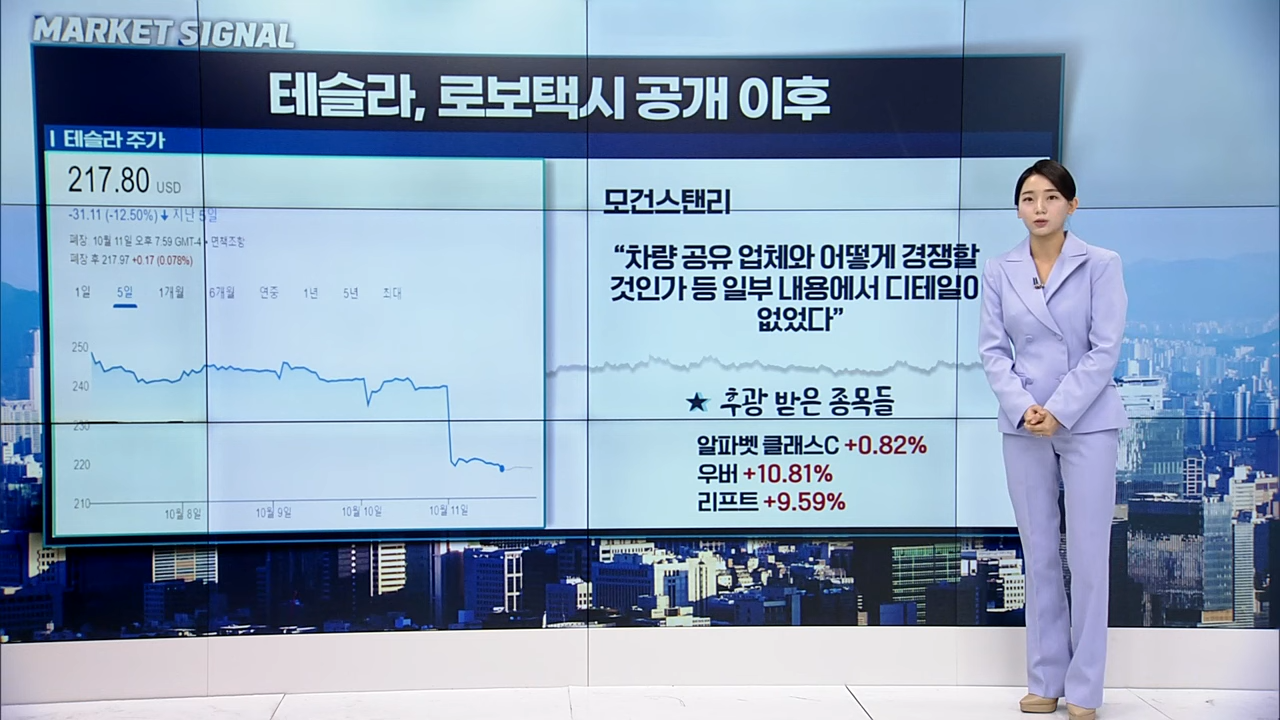 MARKET SIGNAL
테슬라, 로보택시 공개 이후
테슬라 주가
217.80 USD
-31.11 (-12.50%) ↓ 지난 5일
폐장: 10월 11일 오후 7:59 GMT-4 • 면책조항
폐장 후 217.97 +0.17 (0.078%)
1일 5일 1개월 6개월 연중 1년 5년 최대
250
240
230
220
210
10월 8일 10월 9일 10월 10일 10월 11일
모건스탠리
“차량 공유 업체와 어떻게 경쟁할
것인가 등 일부 내용에서 디테일이
없었다”
★ 후광 받은 종목들
알파벳 클래스C +0.82%
우버 +10.81%
리프트 +9.59%